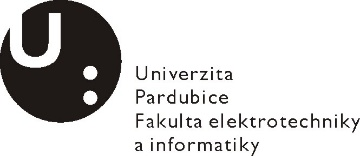 U:
Univerzita
Pardubice
Fakulta elektrotechniky
a informatiky